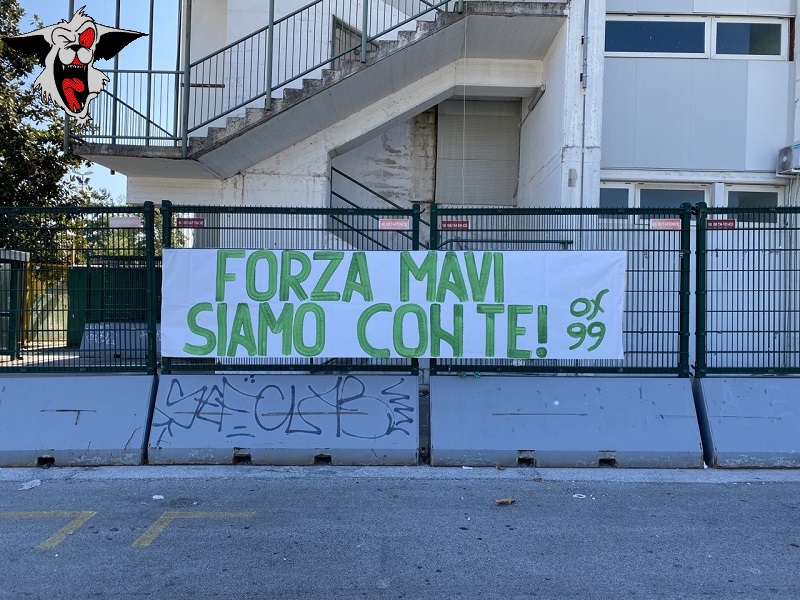 FORZA MAVI
SIAMO CON TE!
OF
99